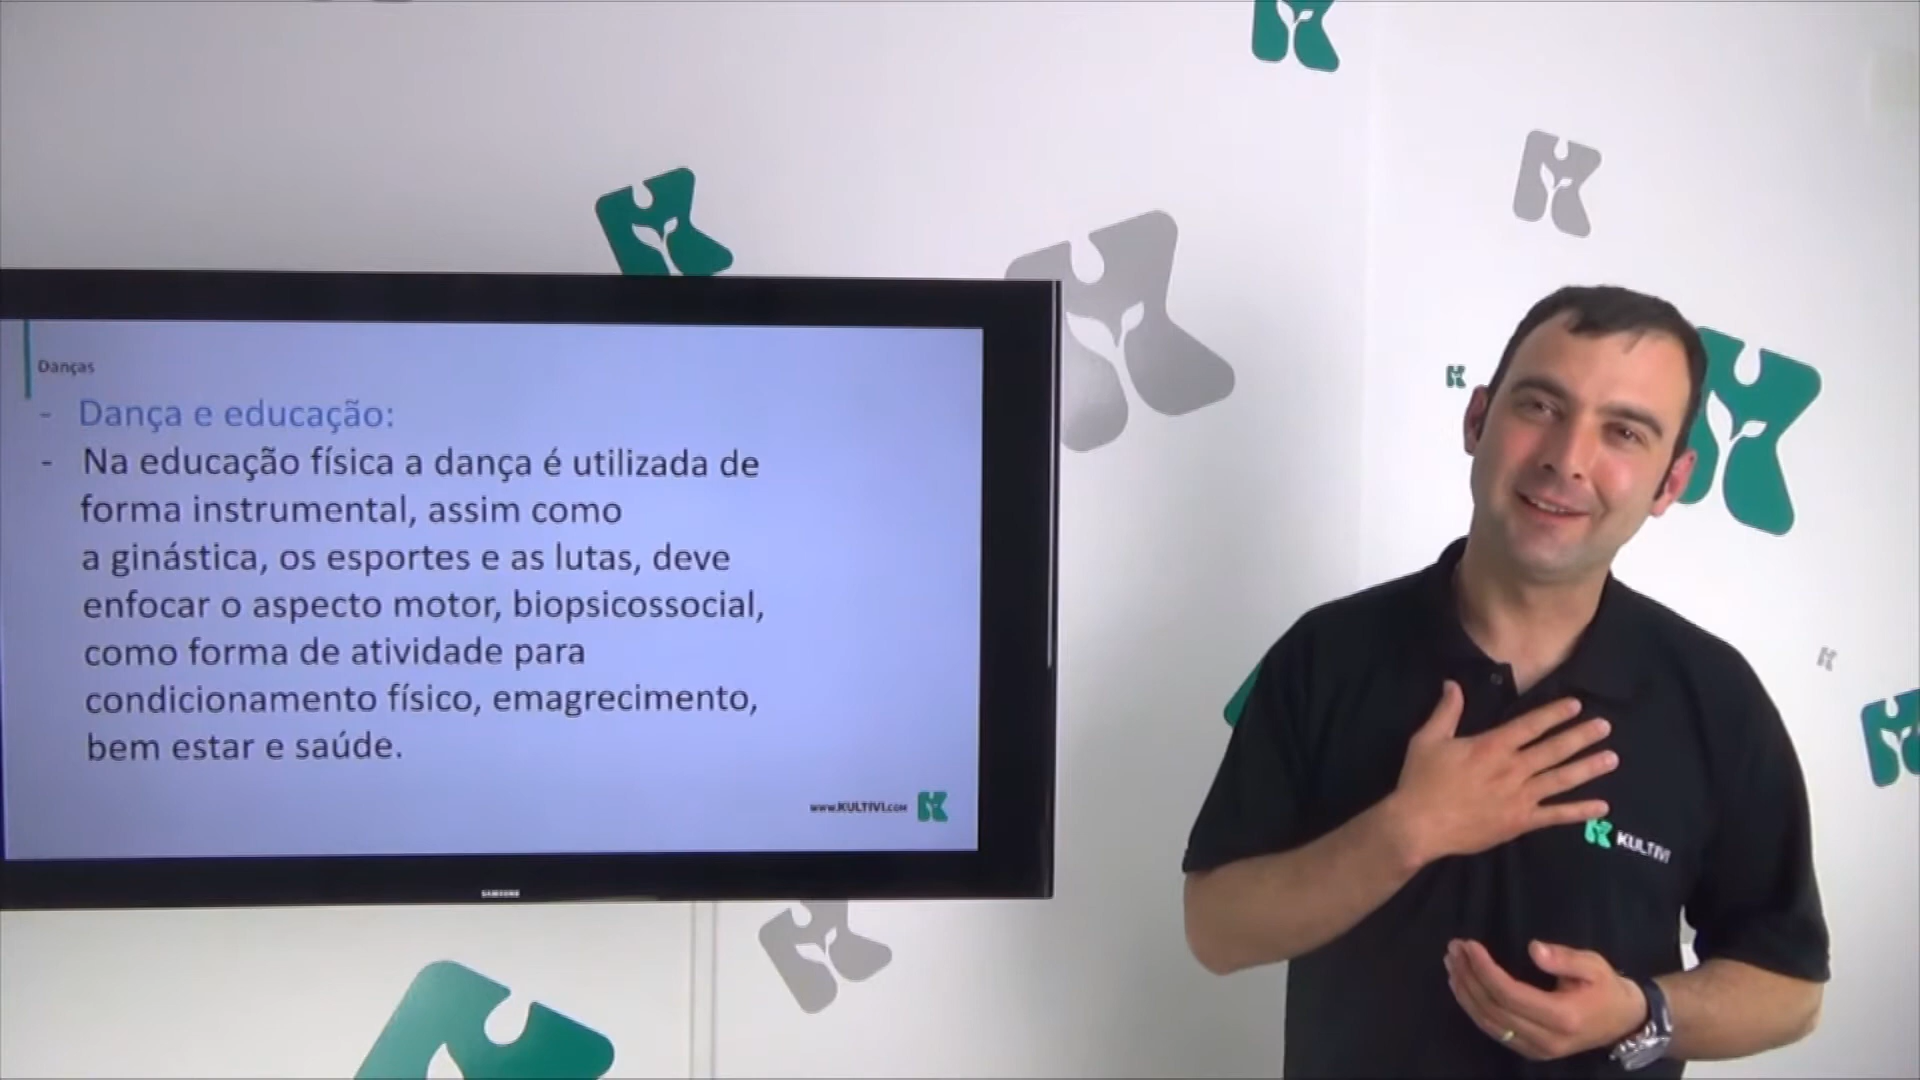 Danças
- Dança e educação:
- Na educação física a dança é utilizada de
forma instrumental, assim como
a ginástica, os esportes e as lutas, deve
enfocar o aspecto motor, biopsicossocial,
como forma de atividade para
condicionamento físico, emagrecimento,
bem estar e saúde.
www.KULTIVI.com
SAMSUNG
KULTIVI